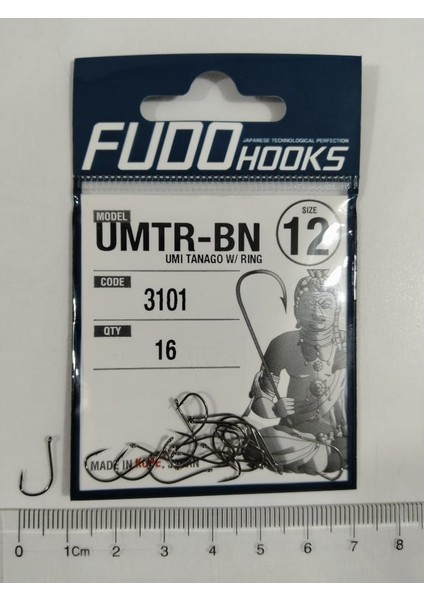 FUDO HOOKS
JAPANESE TECHNOLOGICAL PERFECTION
MODEL
UMTR-BN
UMI TANAGO W/ RING
SIZE
12
CODE
3101
QTY
16
MADE IN KOBE, JAPAN
0 1Cm 2 3 4 5 6 7 8